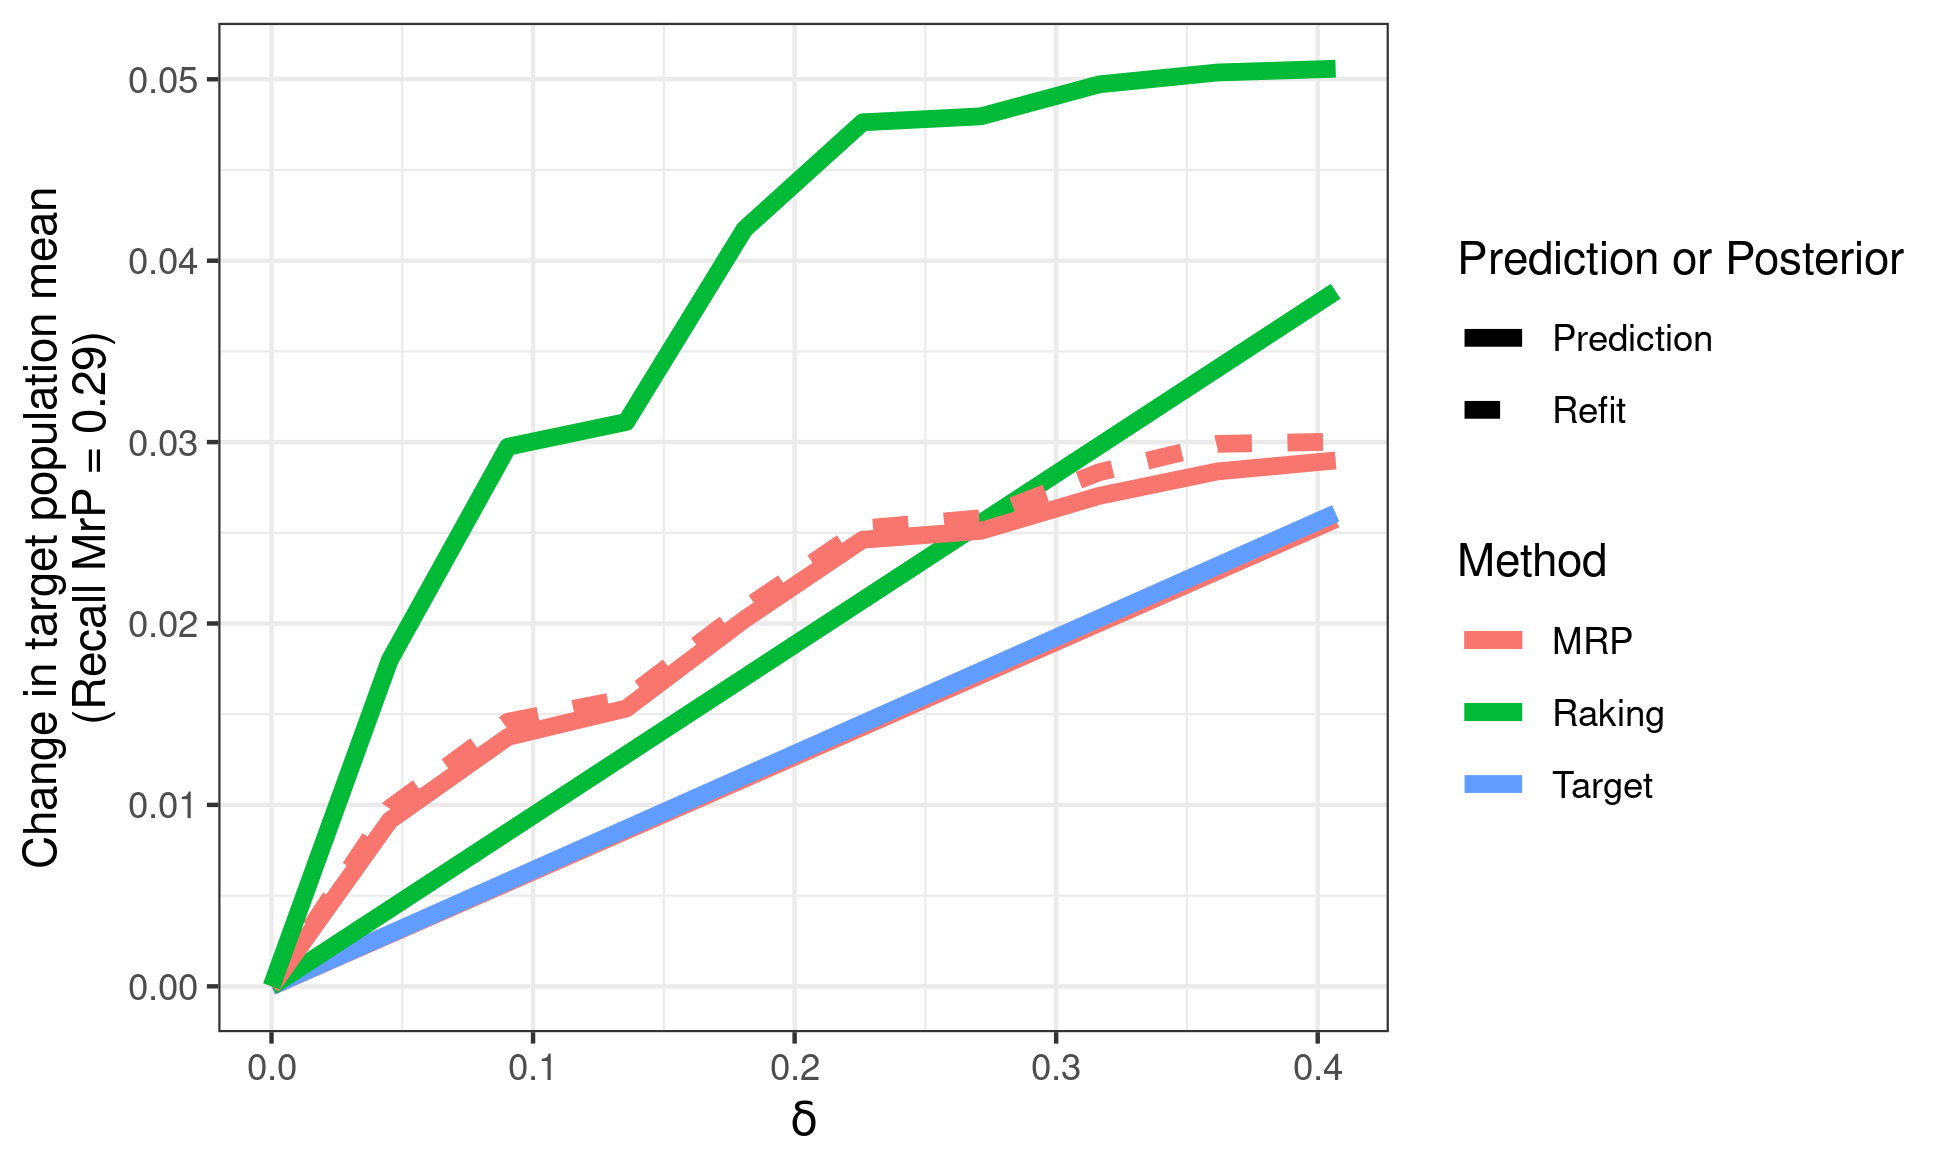 Change in target population mean
(Recall MrP = 0.29)
0.05
0.04
0.03
0.02
0.01
0.00
0.0 0.1 0.2 0.3 0.4
δ
Prediction or Posterior
Prediction
Refit
Method
MRP
Raking
Target